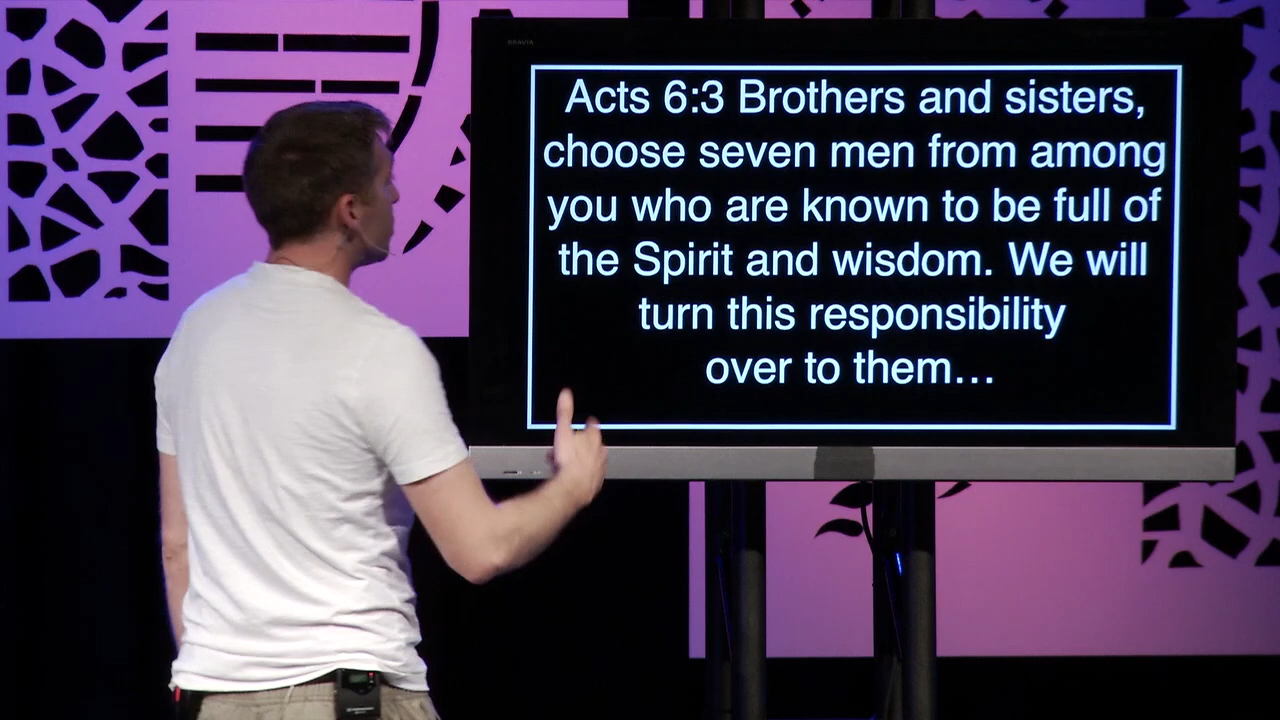 BRAVIA
Acts 6:3 Brothers and sisters,
choose seven men from among
you who are known to be full of
the Spirit and wisdom. We will
turn this responsibility
over to them…